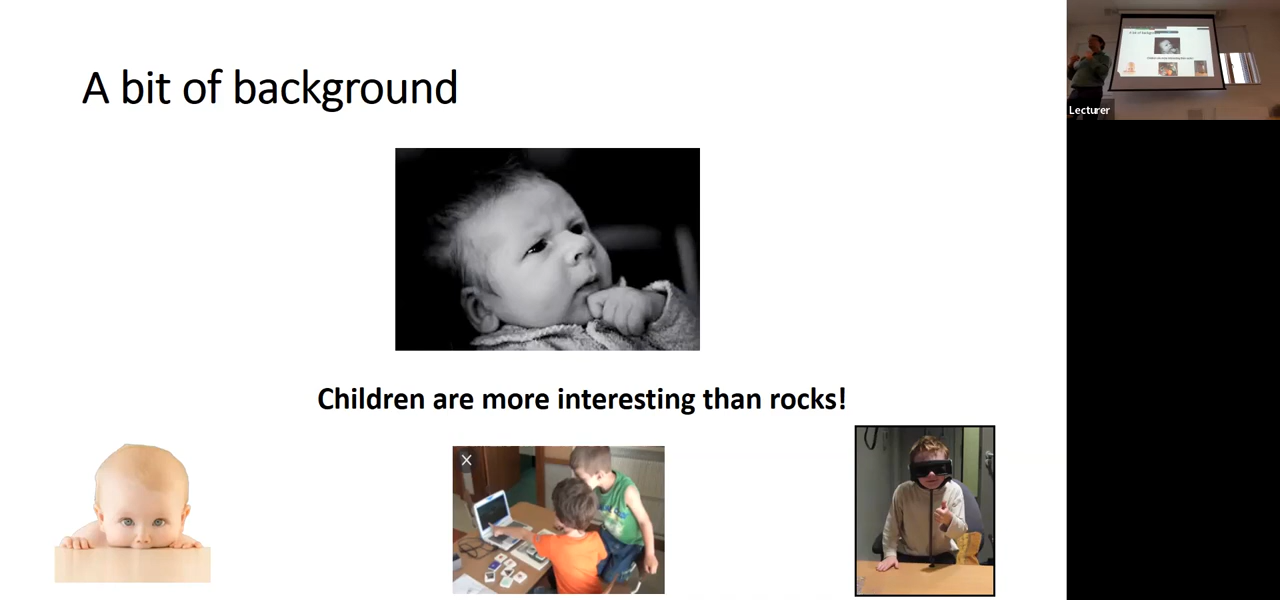 A bit of background
Children are more interesting than rocks!
Lecturer